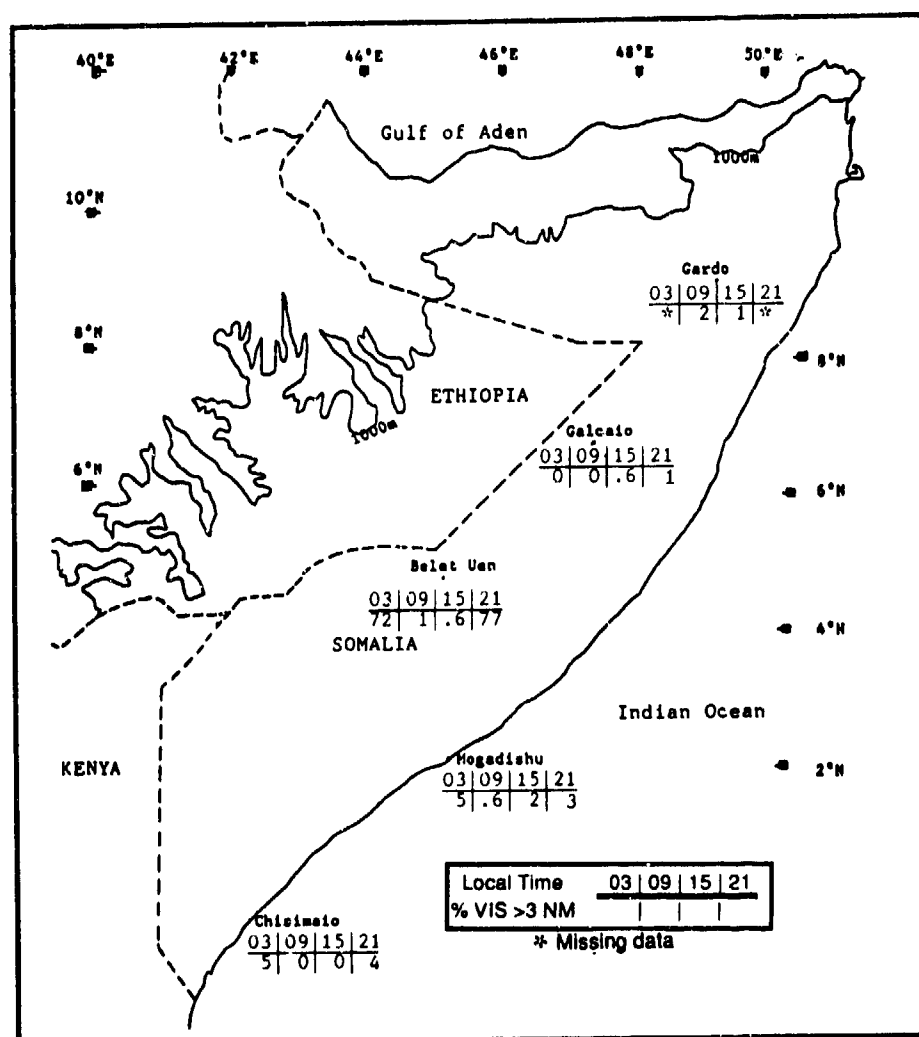 40°E 42°E 44°E 46°E 48°E 50°E
Gulf of Aden
1000m
10°N
Gardo
03 | 09 | 15 | 21
* | 2 | 1 | *
8°N
8°N
ETHIOPIA
1000m
Galcaio
03 | 09 | 15 | 21
0 | 0 | .6 | 1
6°N
6°N
Belet Uen
03 | 09 | 15 | 21
72 | 1 | .6 | 77
4°N
SOMALIA
Indian Ocean
KENYA
Mogadishu
03 | 09 | 15 | 21
5 | .6 | 2 | 3
2°N
Local Time 03 | 09 | 15 | 21
% VIS >3 NM
* Missing data
Chisimaio
03 | 09 | 15 | 21
5 | 0 | 0 | 4